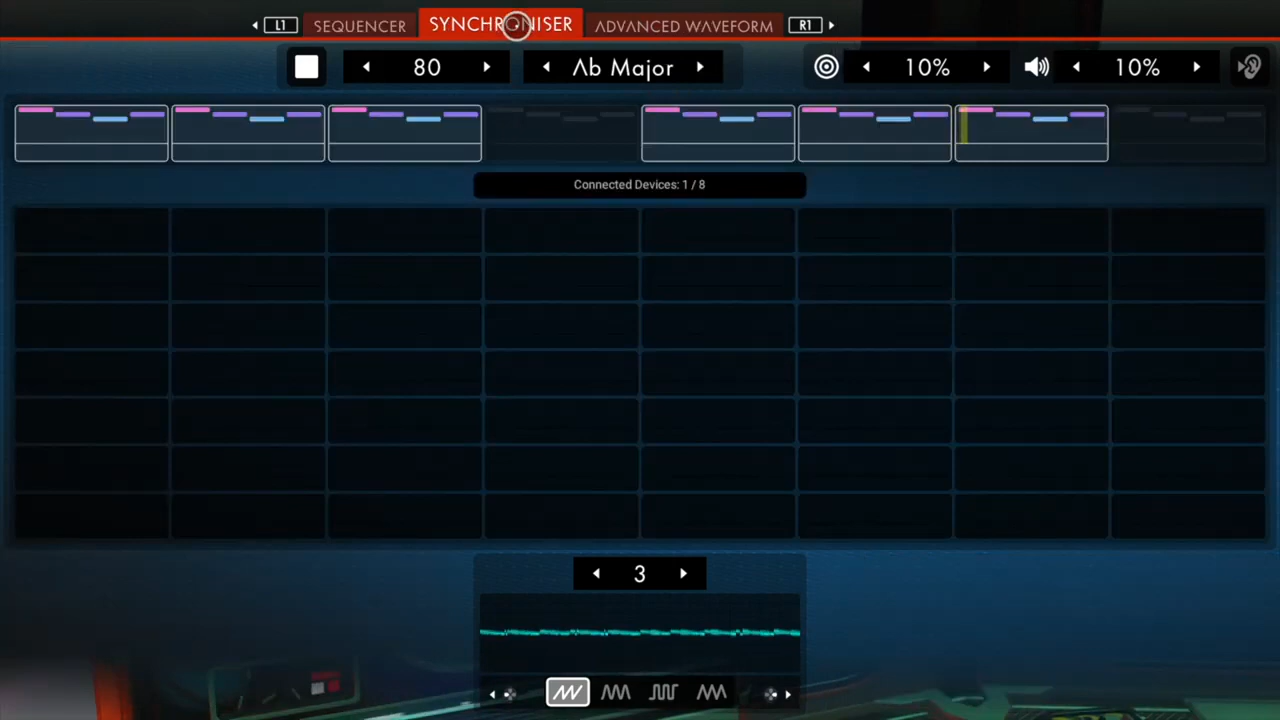 L1 SEQUENCER SYNCHRONISER ADVANCED WAVEFORM R1
80 Ab Major 10% 10%
Connected Devices: 1 / 8
3